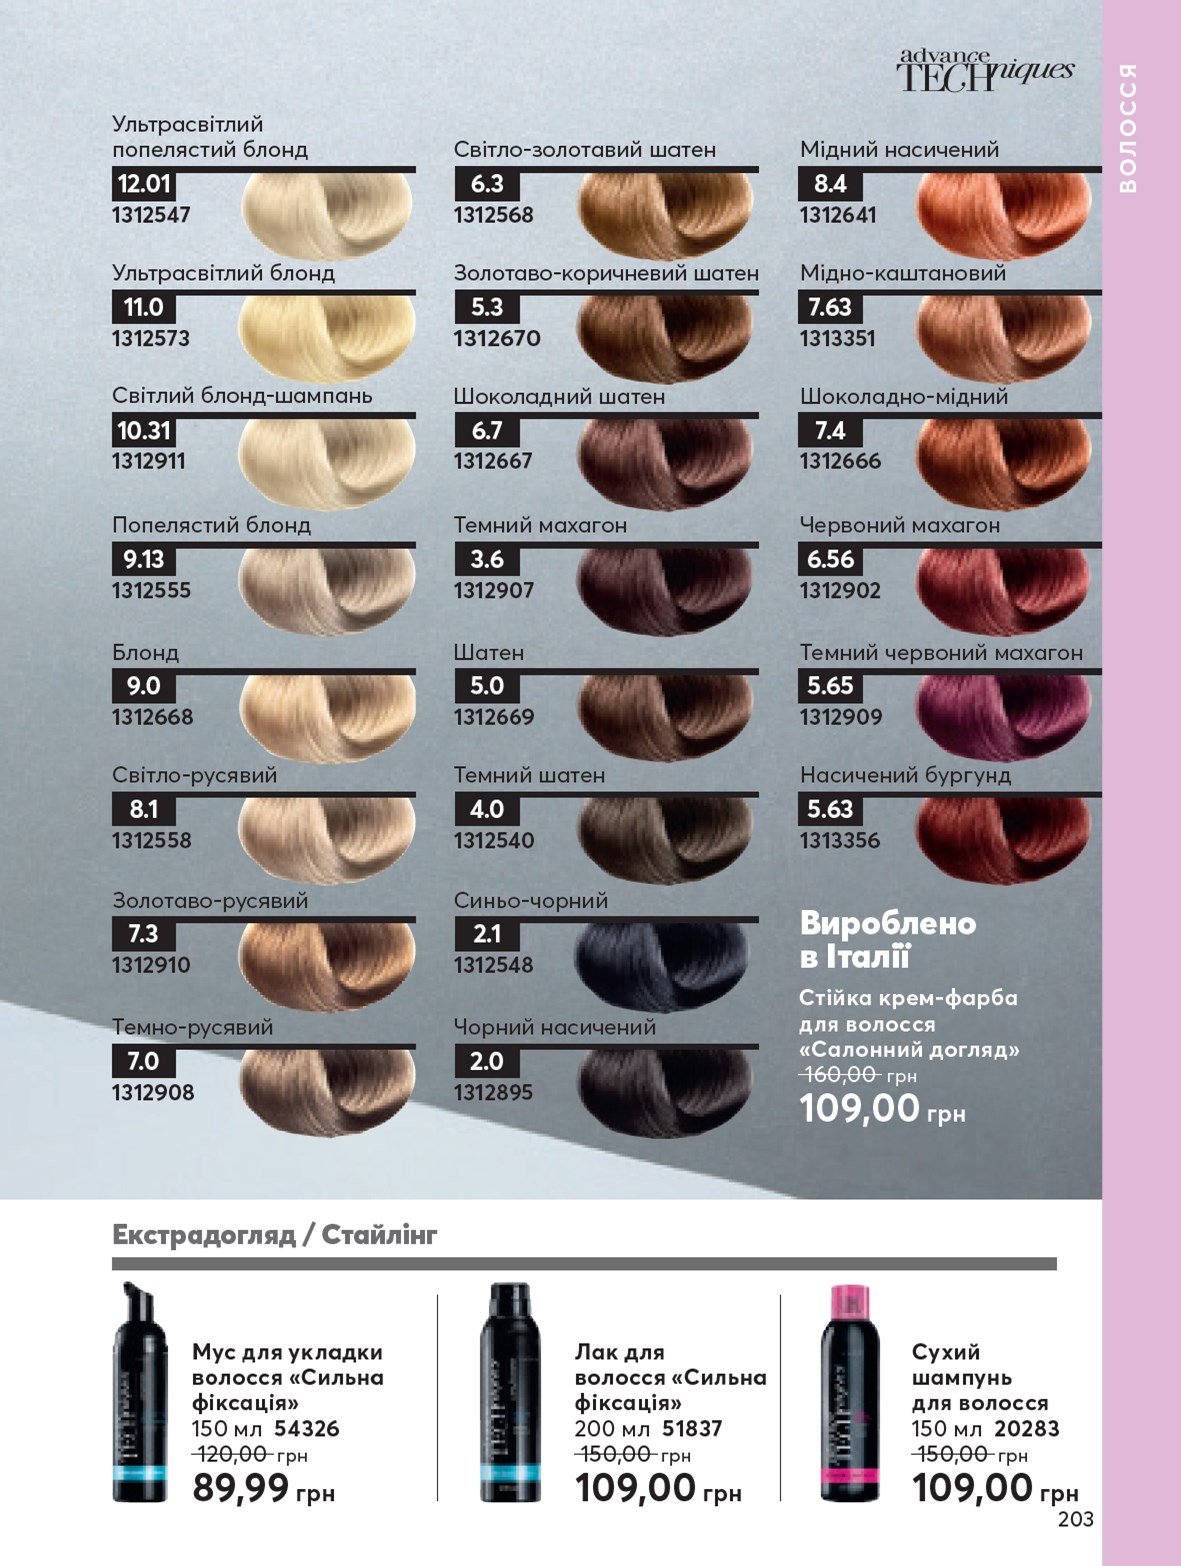 advance
TECHniques
ВОЛОССЯ
Ультрасвітлий
попелястий блонд
12.01
1312547
Ультрасвітлий блонд
11.0
1312573
Світлий блонд-шампань
10.31
1312911
Попелястий блонд
9.13
1312555
Блонд
9.0
1312668
Світло-русявий
8.1
1312558
Золотаво-русявий
7.3
1312910
Темно-русявий
7.0
1312908
Світло-золотавий шатен
6.3
1312568
Золотаво-коричневий шатен
5.3
1312670
Шоколадний шатен
6.7
1312667
Темний махагон
3.6
1312907
Шатен
5.0
1312669
Темний шатен
4.0
1312540
Синьо-чорний
2.1
1312548
Чорний насичений
2.0
1312895
Мідний насичений
8.4
1312641
Мідно-каштановий
7.63
1313351
Шоколадно-мідний
7.4
1312666
Червоний махагон
6.56
1312902
Темний червоний махагон
5.65
1312909
Насичений бургунд
5.63
1313356
Вироблено
в Італії
Стійка крем-фарба
для волосся
«Салонний догляд»
160,00 грн
109,00 грн
Екстрадогляд / Стайлінг
Мус для укладки
волосся «Сильна
фіксація»
150 мл 54326
120,00 грн
89,99 грн
Лак для
волосся «Сильна
фіксація»
200 мл 51837
150,00 грн
109,00 грн
Сухий
шампунь
для волосся
150 мл 20283
150,00 грн
109,00 грн
203